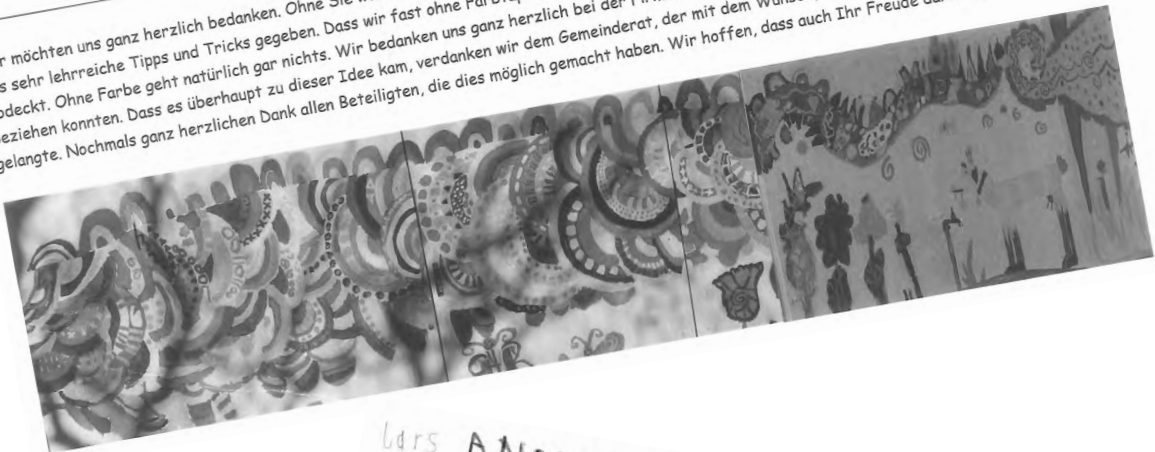 möchten uns ganz herzlich bedanken. Ohne Sie
sehr lehrreiche Tipps und Tricks gegeben. Dass wir fast ohne
Ohne Farbe geht natürlich gar nichts. Wir bedanken uns ganz herzlich bei der
konnten. Dass es überhaupt zu dieser Idee kam, verdanken wir dem Gemeinderat, der mit dem
gelangte. Nochmals ganz herzlichen Dank allen Beteiligten, die dies möglich gemacht haben. Wir hoffen, dass auch Ihr Freude
Lars